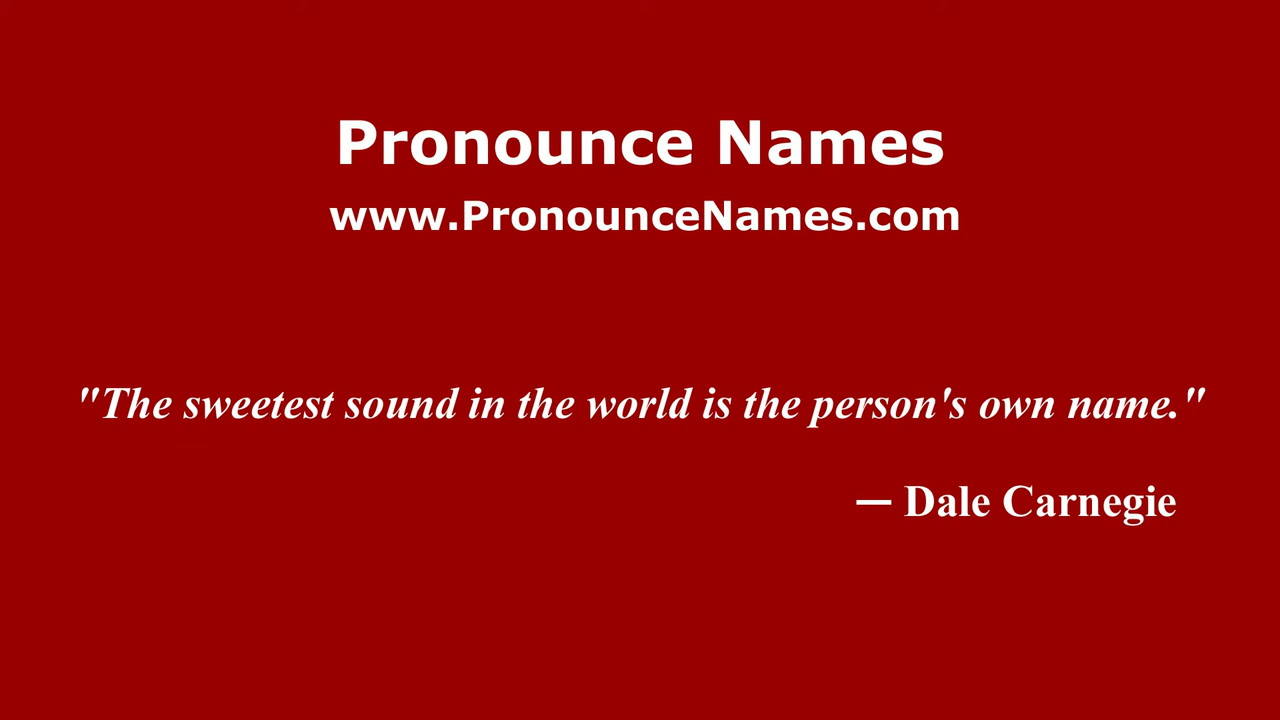 Pronounce Names
www.PronounceNames.com
"The sweetest sound in the world is the person's own name."
— Dale Carnegie